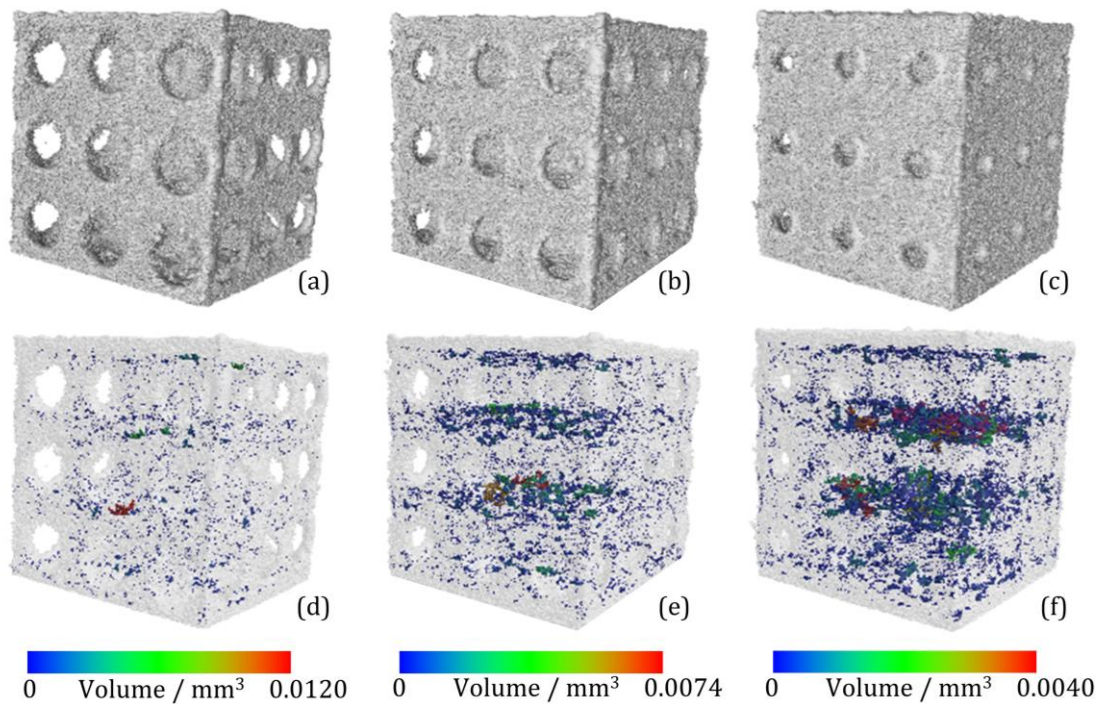 (a)
(b)
(c)
(d)
(e)
(f)
0 Volume / mm³ 0.0120
0 Volume / mm³ 0.0074
0 Volume / mm³ 0.0040